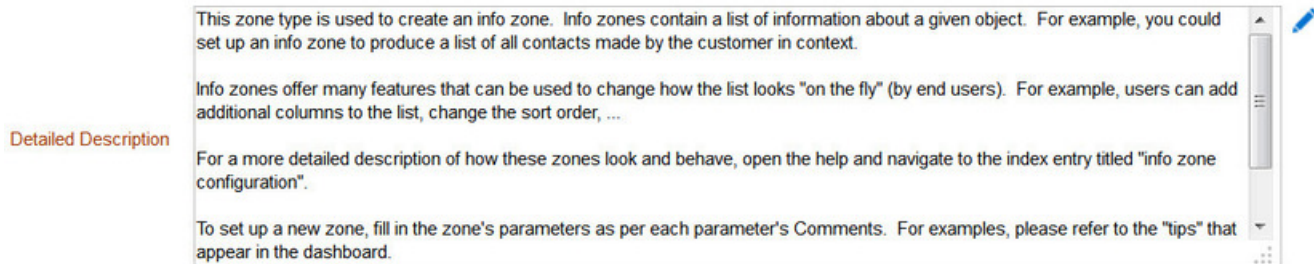 This zone type is used to create an info zone.  Info zones contain a list of information about a given object.  For example, you could
set up an info zone to produce a list of all contacts made by the customer in context.
Info zones offer many features that can be used to change how the list looks "on the fly" (by end users).  For example, users can add
additional columns to the list, change the sort order, ...
Detailed Description
For a more detailed description of how these zones look and behave, open the help and navigate to the index entry titled "info zone
configuration".
To set up a new zone, fill in the zone's parameters as per each parameter's Comments.  For examples, please refer to the "tips" that
appear in the dashboard.